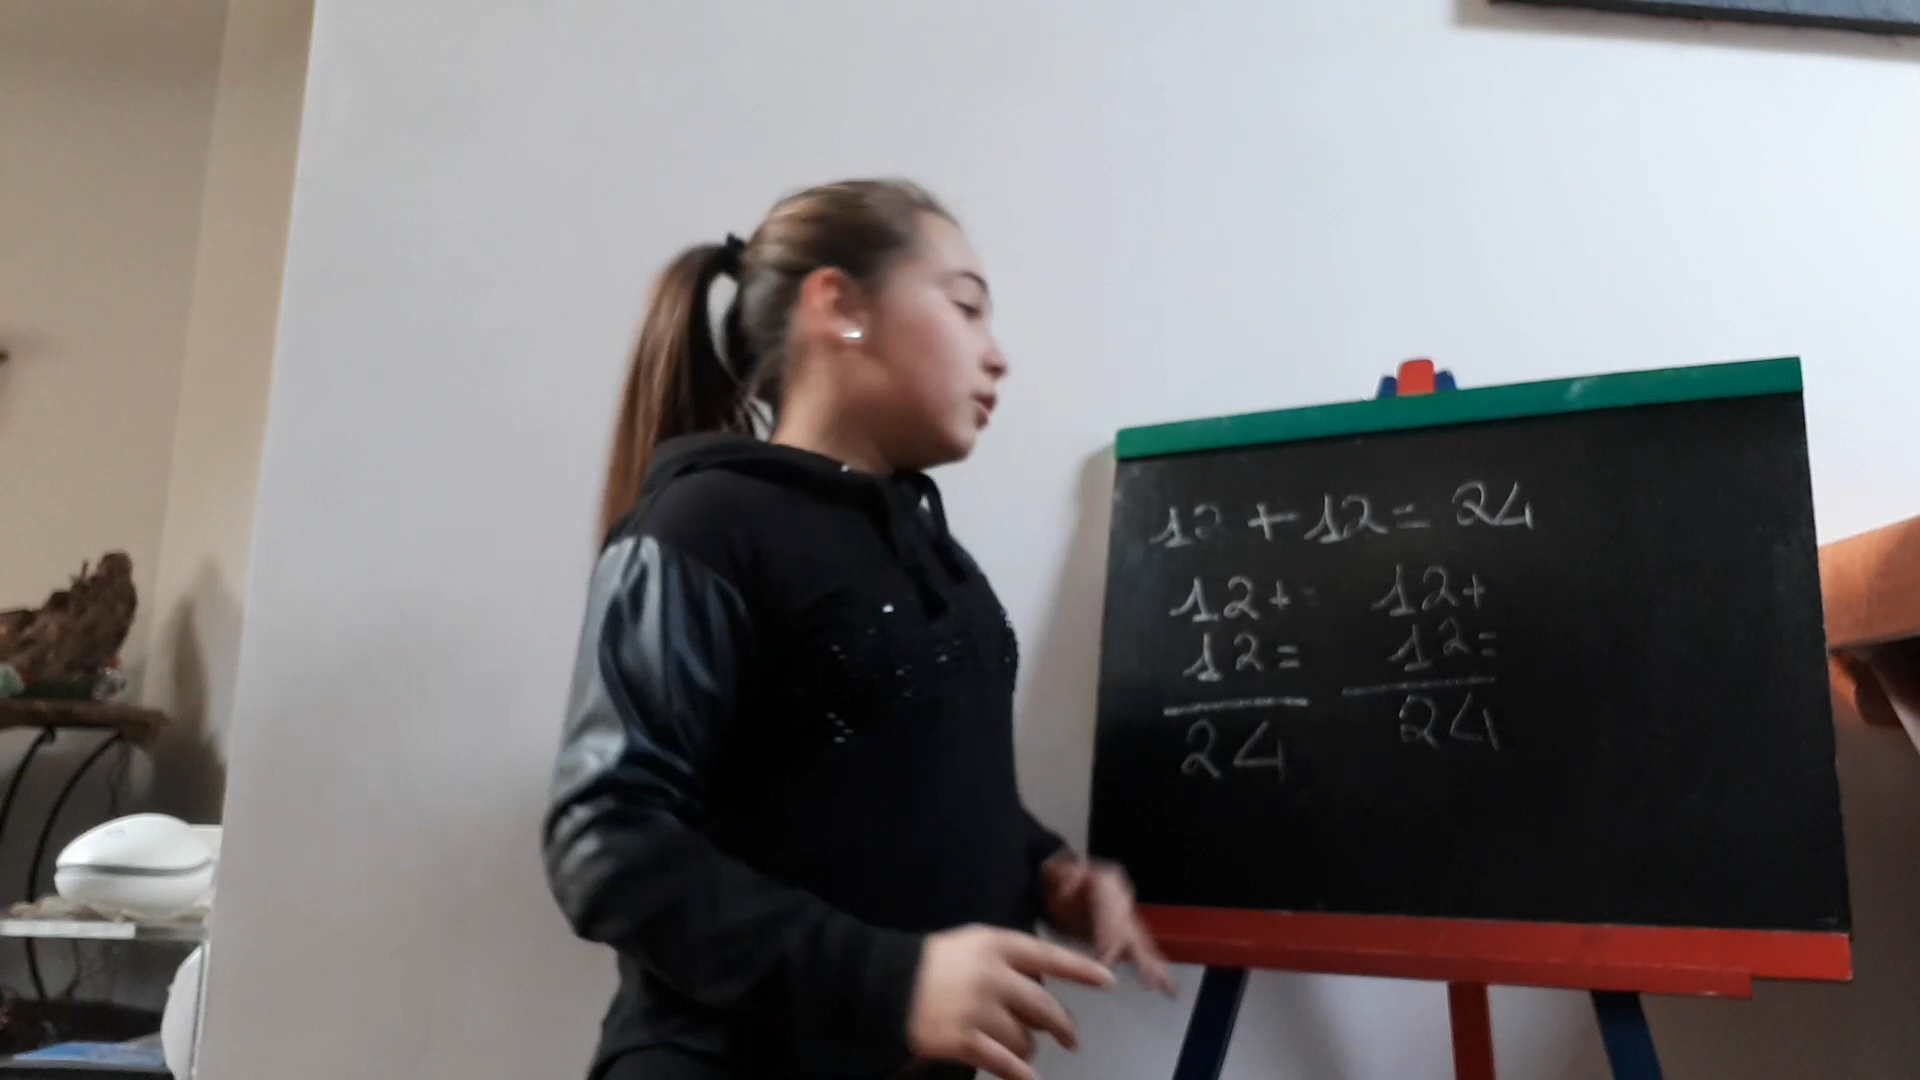 12 + 12 = 24
12+ 12+
12= 12=
24 24